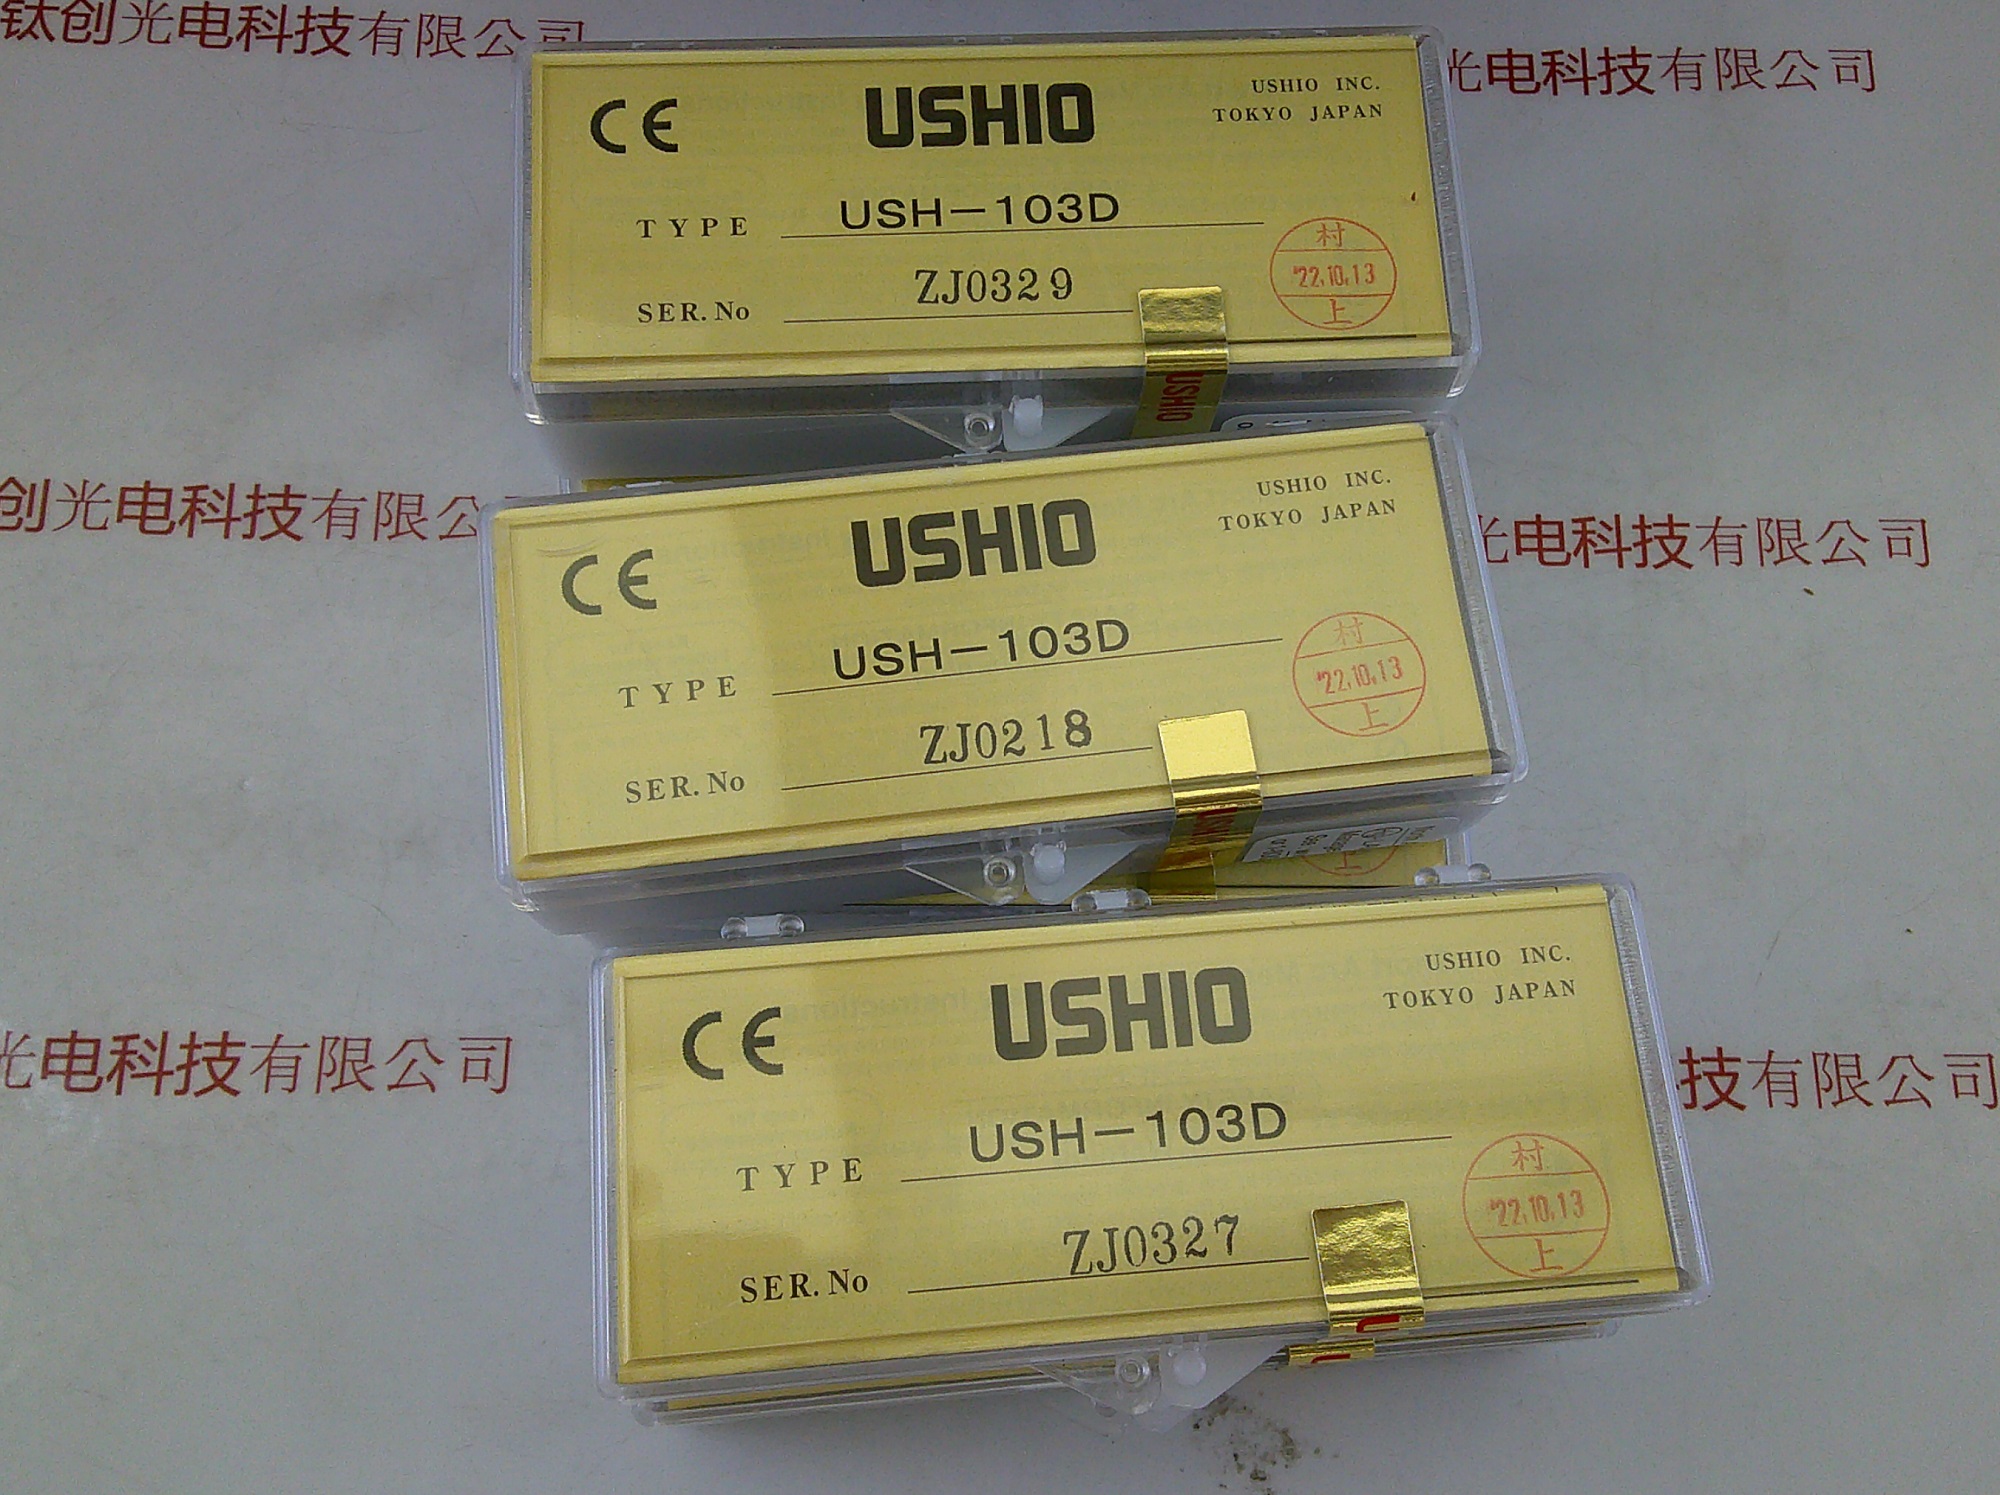 钛创光电科技有限公司
光电科技有限公司
CE
USHIO
USHIO INC.
TOKYO JAPAN
TYPE USH-103D
SER. No ZJ0329
村
'22.10.13
上
USHIO
创光电科技有限公
光电科技有限公司
CE
USHIO
USHIO INC.
TOKYO JAPAN
TYPE USH-103D
SER. No ZJ0218
村
'22.10.13
上
USH
上
光电科技有限公司
技有限公司
CE
USHIO
USHIO INC.
TOKYO JAPAN
TYPE USH-103D
SER. No ZJ0327
村
'22.10.13
上
U